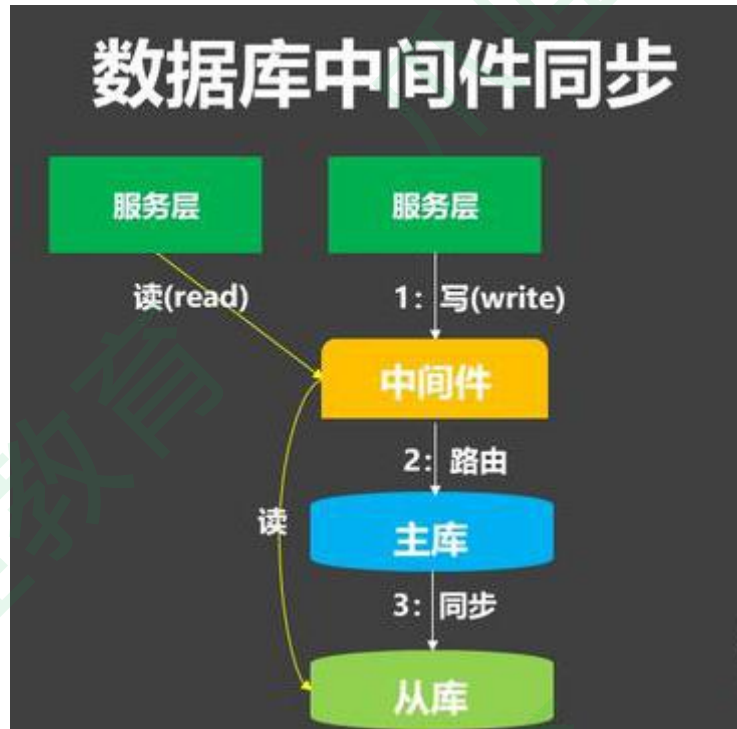 数据库中间件同步
服务层
服务层
读(read)
1：写(write)
中间件
2：路由
读
主库
3：同步
从库